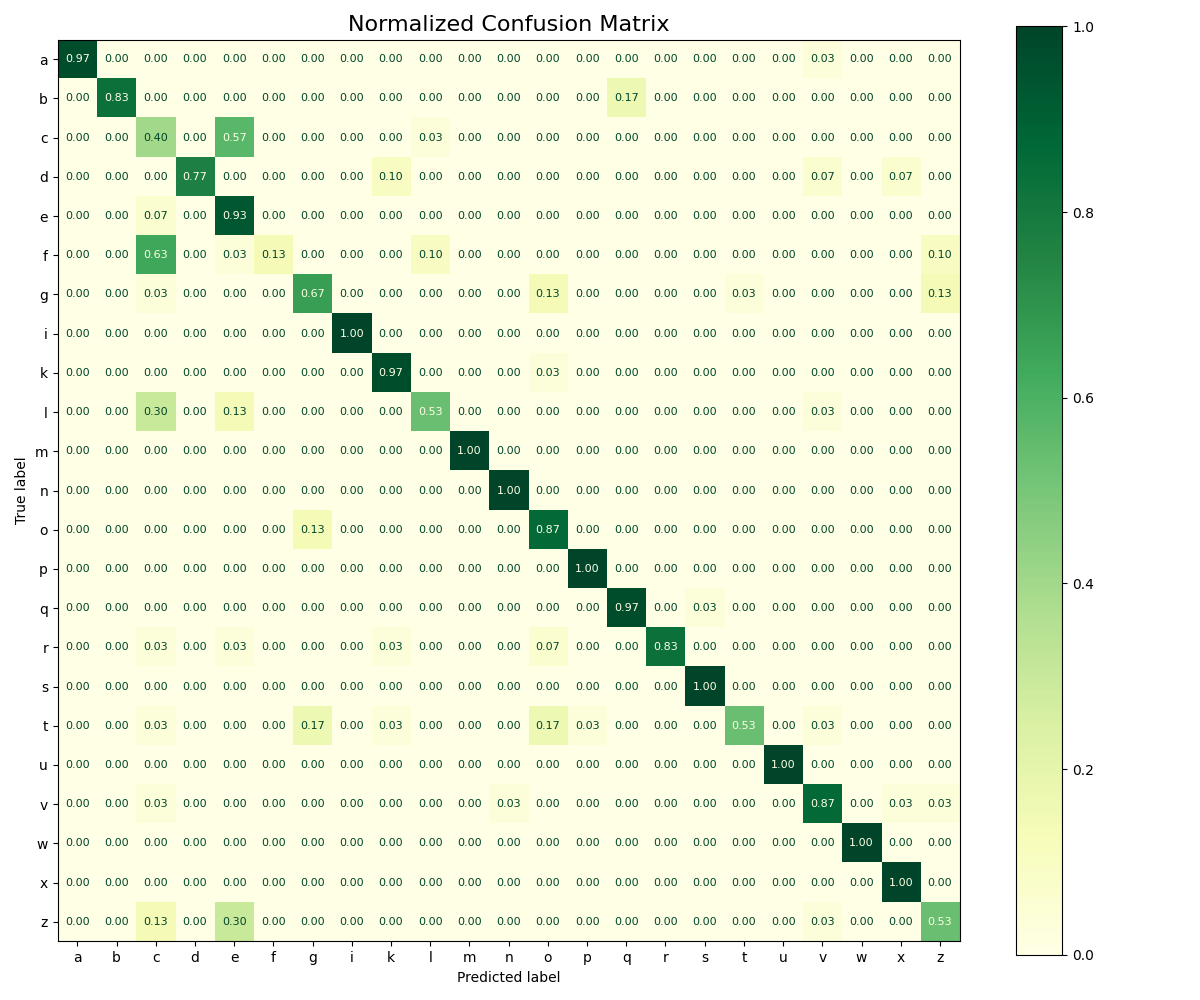 Normalized Confusion Matrix
a 0.97 0.00 0.00 0.00 0.00 0.00 0.00 0.00 0.00 0.00 0.00 0.00 0.00 0.00 0.00 0.00 0.00 0.00 0.00 0.03 0.00 0.00 0.00
b 0.00 0.83 0.00 0.00 0.00 0.00 0.00 0.00 0.00 0.00 0.00 0.00 0.00 0.00 0.17 0.00 0.00 0.00 0.00 0.00 0.00 0.00 0.00
c 0.00 0.00 0.40 0.00 0.57 0.00 0.00 0.00 0.00 0.03 0.00 0.00 0.00 0.00 0.00 0.00 0.00 0.00 0.00 0.00 0.00 0.00 0.00
d 0.00 0.00 0.00 0.77 0.00 0.00 0.00 0.00 0.10 0.00 0.00 0.00 0.00 0.00 0.00 0.00 0.00 0.00 0.00 0.07 0.00 0.07 0.00
e 0.00 0.00 0.07 0.00 0.93 0.00 0.00 0.00 0.00 0.00 0.00 0.00 0.00 0.00 0.00 0.00 0.00 0.00 0.00 0.00 0.00 0.00 0.00
f 0.00 0.00 0.63 0.00 0.03 0.13 0.00 0.00 0.00 0.10 0.00 0.00 0.00 0.00 0.00 0.00 0.00 0.00 0.00 0.00 0.00 0.00 0.10
g 0.00 0.00 0.03 0.00 0.00 0.00 0.67 0.00 0.00 0.00 0.00 0.00 0.13 0.00 0.00 0.00 0.00 0.03 0.00 0.00 0.00 0.00 0.13
i 0.00 0.00 0.00 0.00 0.00 0.00 0.00 1.00 0.00 0.00 0.00 0.00 0.00 0.00 0.00 0.00 0.00 0.00 0.00 0.00 0.00 0.00 0.00
k 0.00 0.00 0.00 0.00 0.00 0.00 0.00 0.00 0.97 0.00 0.00 0.00 0.03 0.00 0.00 0.00 0.00 0.00 0.00 0.00 0.00 0.00 0.00
l 0.00 0.00 0.30 0.00 0.13 0.00 0.00 0.00 0.00 0.53 0.00 0.00 0.00 0.00 0.00 0.00 0.00 0.00 0.00 0.03 0.00 0.00 0.00
m 0.00 0.00 0.00 0.00 0.00 0.00 0.00 0.00 0.00 0.00 1.00 0.00 0.00 0.00 0.00 0.00 0.00 0.00 0.00 0.00 0.00 0.00 0.00
n 0.00 0.00 0.00 0.00 0.00 0.00 0.00 0.00 0.00 0.00 0.00 1.00 0.00 0.00 0.00 0.00 0.00 0.00 0.00 0.00 0.00 0.00 0.00
o 0.00 0.00 0.00 0.00 0.00 0.00 0.13 0.00 0.00 0.00 0.00 0.00 0.87 0.00 0.00 0.00 0.00 0.00 0.00 0.00 0.00 0.00 0.00
p 0.00 0.00 0.00 0.00 0.00 0.00 0.00 0.00 0.00 0.00 0.00 0.00 0.00 1.00 0.00 0.00 0.00 0.00 0.00 0.00 0.00 0.00 0.00
q 0.00 0.00 0.00 0.00 0.00 0.00 0.00 0.00 0.00 0.00 0.00 0.00 0.00 0.00 0.97 0.00 0.03 0.00 0.00 0.00 0.00 0.00 0.00
r 0.00 0.00 0.03 0.00 0.03 0.00 0.00 0.00 0.03 0.00 0.00 0.00 0.07 0.00 0.00 0.83 0.00 0.00 0.00 0.00 0.00 0.00 0.00
s 0.00 0.00 0.00 0.00 0.00 0.00 0.00 0.00 0.00 0.00 0.00 0.00 0.00 0.00 0.00 0.00 1.00 0.00 0.00 0.00 0.00 0.00 0.00
t 0.00 0.00 0.03 0.00 0.00 0.00 0.17 0.00 0.03 0.00 0.00 0.00 0.17 0.03 0.00 0.00 0.00 0.53 0.00 0.03 0.00 0.00 0.00
u 0.00 0.00 0.00 0.00 0.00 0.00 0.00 0.00 0.00 0.00 0.00 0.00 0.00 0.00 0.00 0.00 0.00 0.00 1.00 0.00 0.00 0.00 0.00
v 0.00 0.00 0.03 0.00 0.00 0.00 0.00 0.00 0.00 0.00 0.00 0.03 0.00 0.00 0.00 0.00 0.00 0.00 0.00 0.87 0.00 0.03 0.03
w 0.00 0.00 0.00 0.00 0.00 0.00 0.00 0.00 0.00 0.00 0.00 0.00 0.00 0.00 0.00 0.00 0.00 0.00 0.00 0.00 1.00 0.00 0.00
x 0.00 0.00 0.00 0.00 0.00 0.00 0.00 0.00 0.00 0.00 0.00 0.00 0.00 0.00 0.00 0.00 0.00 0.00 0.00 0.00 0.00 1.00 0.00
z 0.00 0.00 0.13 0.00 0.30 0.00 0.00 0.00 0.00 0.00 0.00 0.00 0.00 0.00 0.00 0.00 0.00 0.00 0.00 0.03 0.00 0.00 0.53
a b c d e f g i k l m n o p q r s t u v w x z
Predicted label
True label
1.0
0.8
0.6
0.4
0.2
0.0